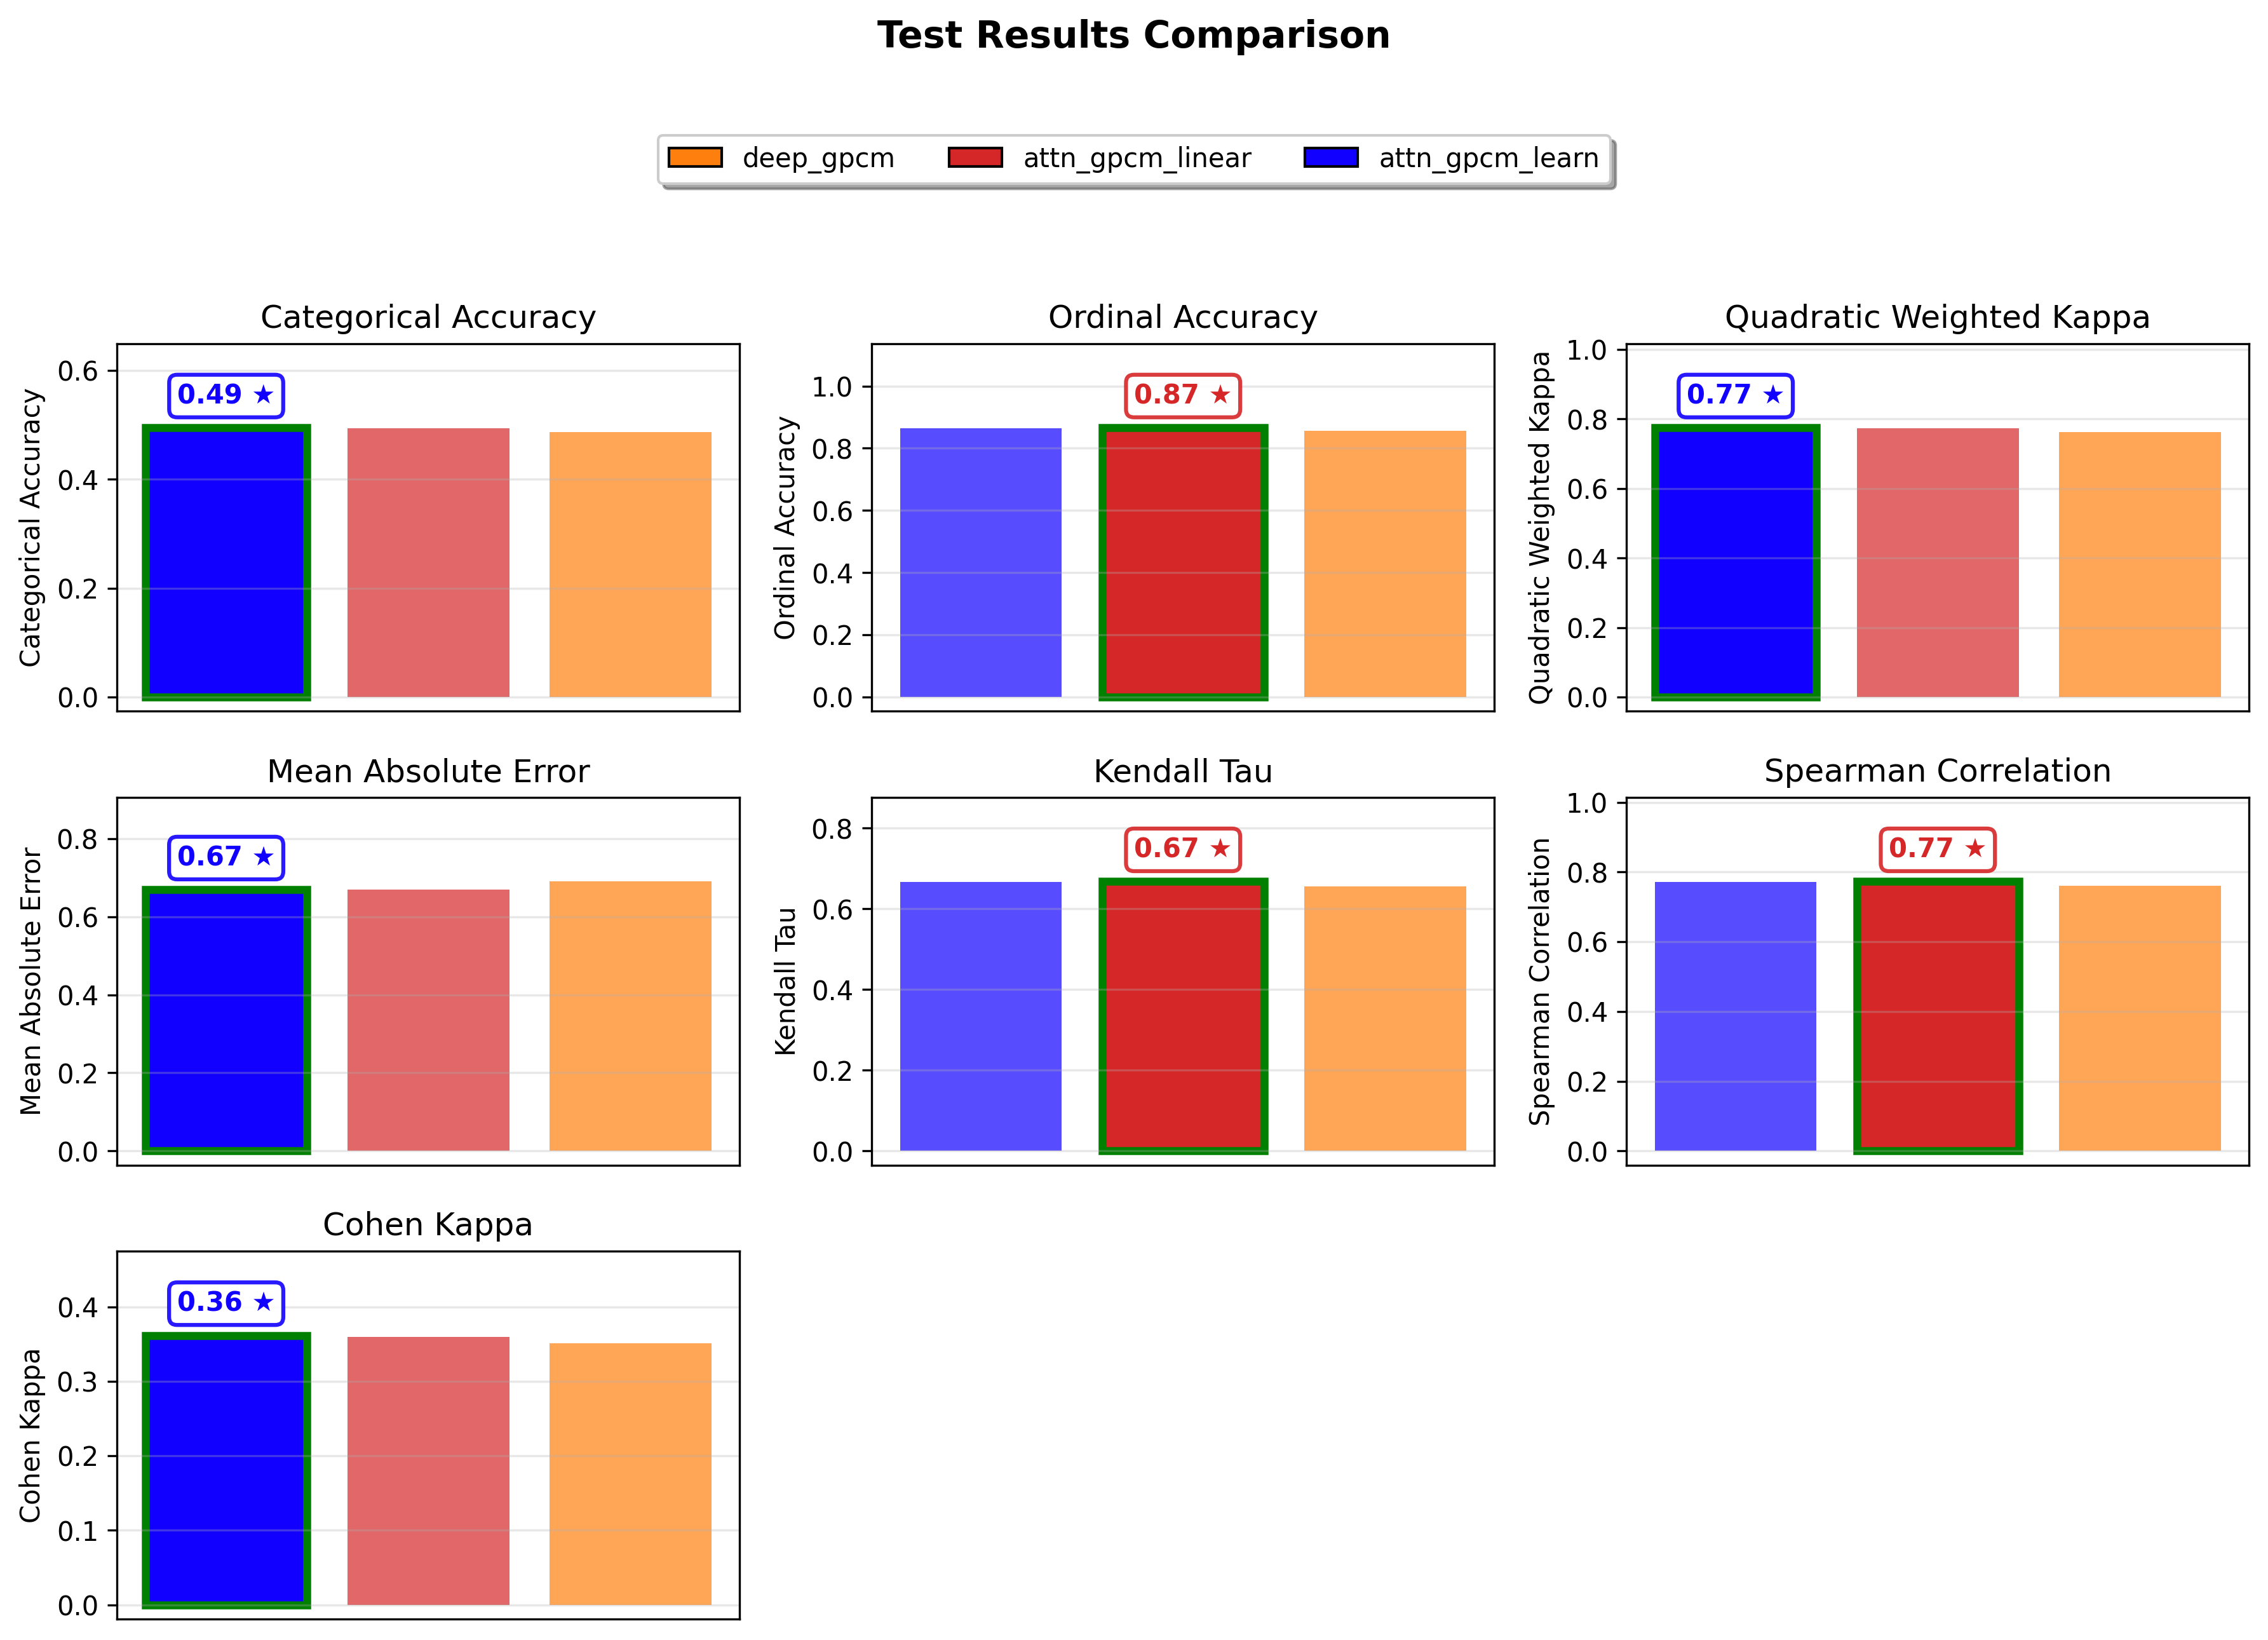 Test Results Comparison
deep_gpcm attn_gpcm_linear attn_gpcm_learn
Categorical Accuracy
Categorical Accuracy
0.6
0.4
0.2
0.0
0.49 ★
Ordinal Accuracy
Ordinal Accuracy
1.0
0.8
0.6
0.4
0.2
0.0
0.87 ★
Quadratic Weighted Kappa
Quadratic Weighted Kappa
1.0
0.8
0.6
0.4
0.2
0.0
0.77 ★
Mean Absolute Error
Mean Absolute Error
0.8
0.6
0.4
0.2
0.0
0.67 ★
Kendall Tau
Kendall Tau
0.8
0.6
0.4
0.2
0.0
0.67 ★
Spearman Correlation
Spearman Correlation
1.0
0.8
0.6
0.4
0.2
0.0
0.77 ★
Cohen Kappa
Cohen Kappa
0.4
0.3
0.2
0.1
0.0
0.36 ★